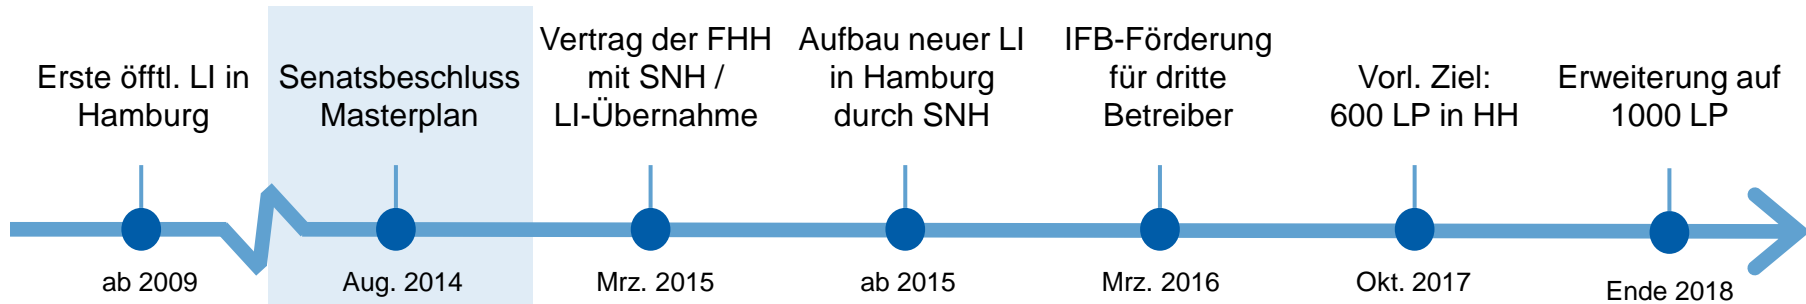 Erste öfftl. LI in
Hamburg
ab 2009
Senatsbeschluss
Masterplan
Aug. 2014
Vertrag der FHH
mit SNH /
LI-Übernahme
Mrz. 2015
Aufbau neuer LI
in Hamburg
durch SNH
ab 2015
IFB-Förderung
für dritte
Betreiber
Mrz. 2016
Vorl. Ziel:
600 LP in HH
Okt. 2017
Erweiterung auf
1000 LP
Ende 2018